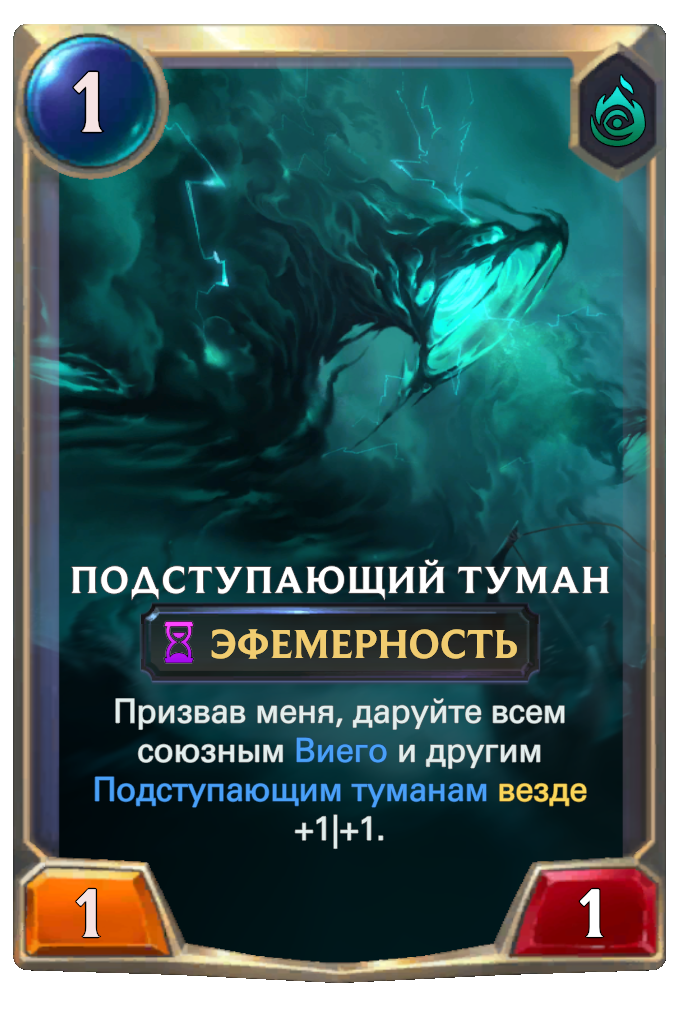 1
ПОДСТУПАЮЩИЙ ТУМАН
ЭФЕМЕРНОСТЬ
Призвав меня, даруйте всем
союзным Виего и другим
Подступающим туманам везде
+1|+1.
1
1